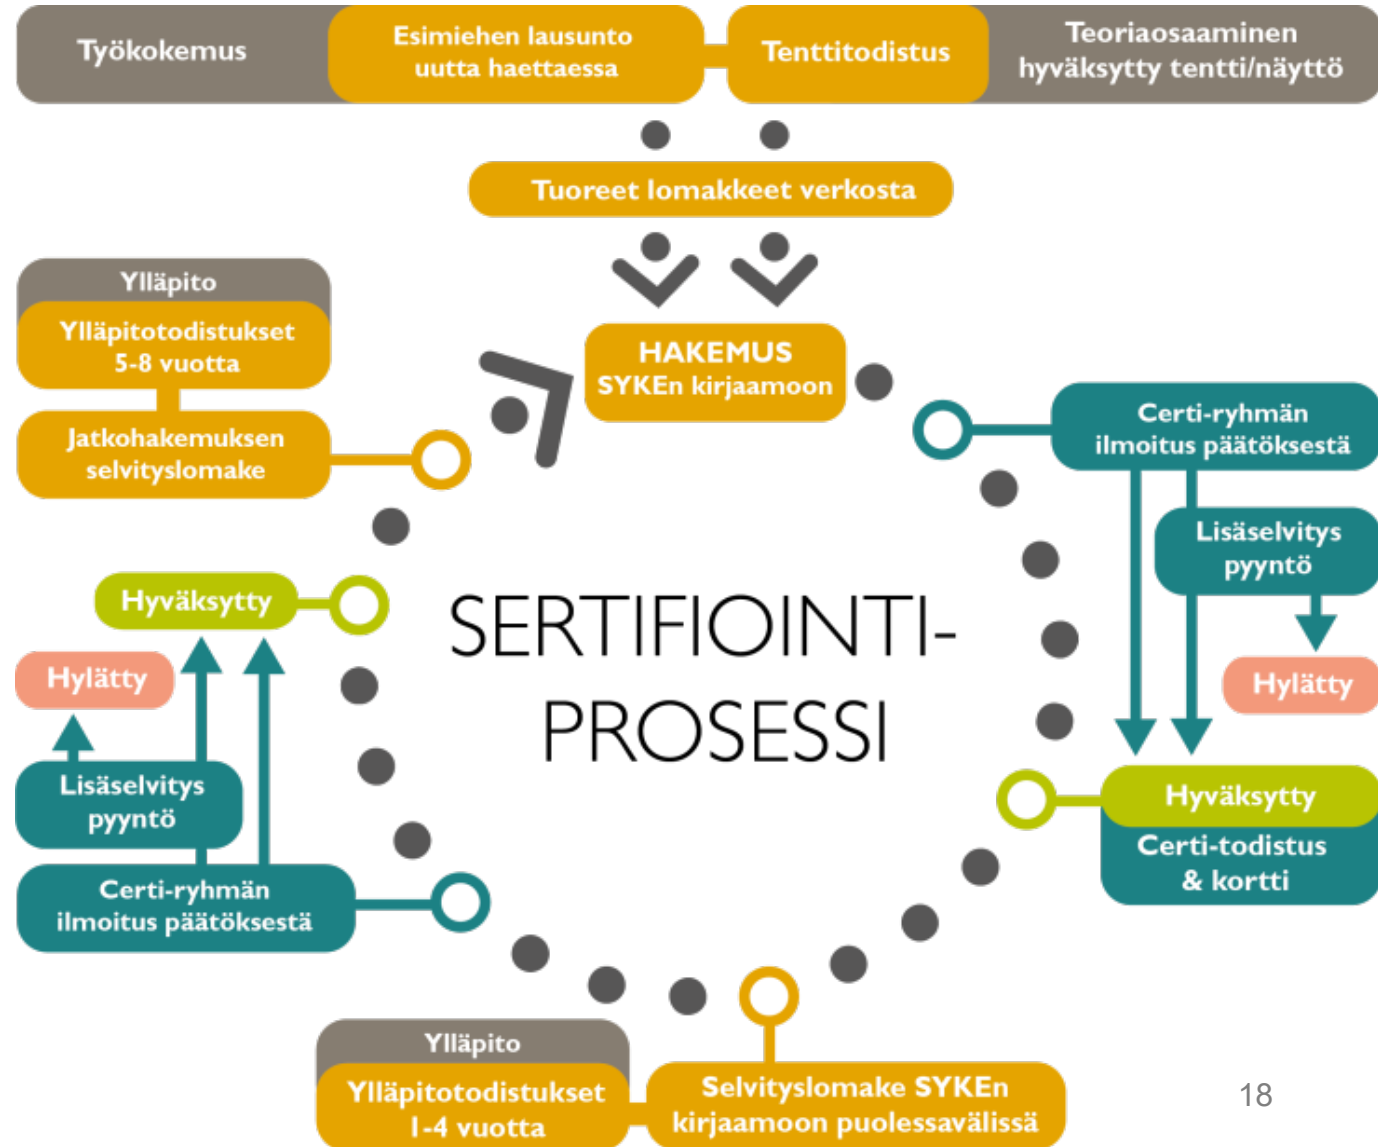 Työkokemus
Esimiehen lausunto
uutta haettaessa
Tenttitodistus
Teoriaosaaminen
hyväksytty tentti/näyttö
Tuoreet lomakkeet verkosta
HAKEMUS
SYKEn kirjaamoon
Certi-ryhmän
ilmoitus päätöksestä
Lisäselvitys
pyyntö
Hylätty
Hyväksytty
Certi-todistus
& kortti
SERTIFIOINTI-
PROSESSI
Selvityslomake SYKEn
kirjaamoon puolessavälissä
Ylläpito
Ylläpitotodistukset
1-4 vuotta
Certi-ryhmän
ilmoitus päätöksestä
Lisäselvitys
pyyntö
Hylätty
Hyväksytty
Ylläpito
Ylläpitotodistukset
5-8 vuotta
Jatkohakemuksen
selvityslomake
18